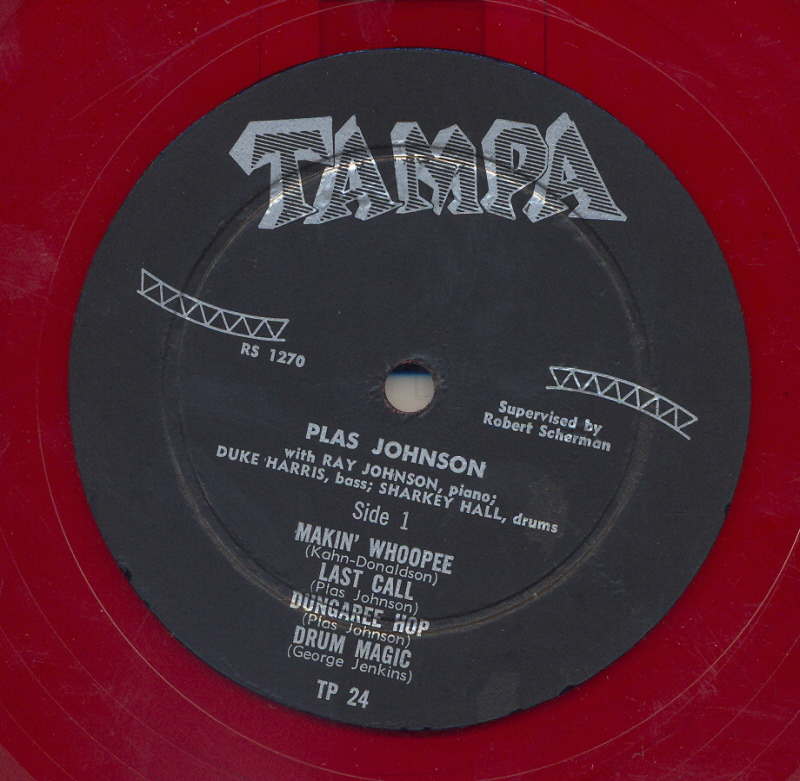 TAMPA
RS 1270
Supervised by
Robert Scherman
PLAS JOHNSON
with RAY JOHNSON, piano;
DUKE HARRIS, bass; SHARKEY HALL, drums
Side 1
MAKIN' WHOOPEE
(Kahn-Donaldson)
LAST CALL
(Plas Johnson)
DUNGAREE HOP
(Plas Johnson)
DRUM MAGIC
(George Jenkins)
TP 24